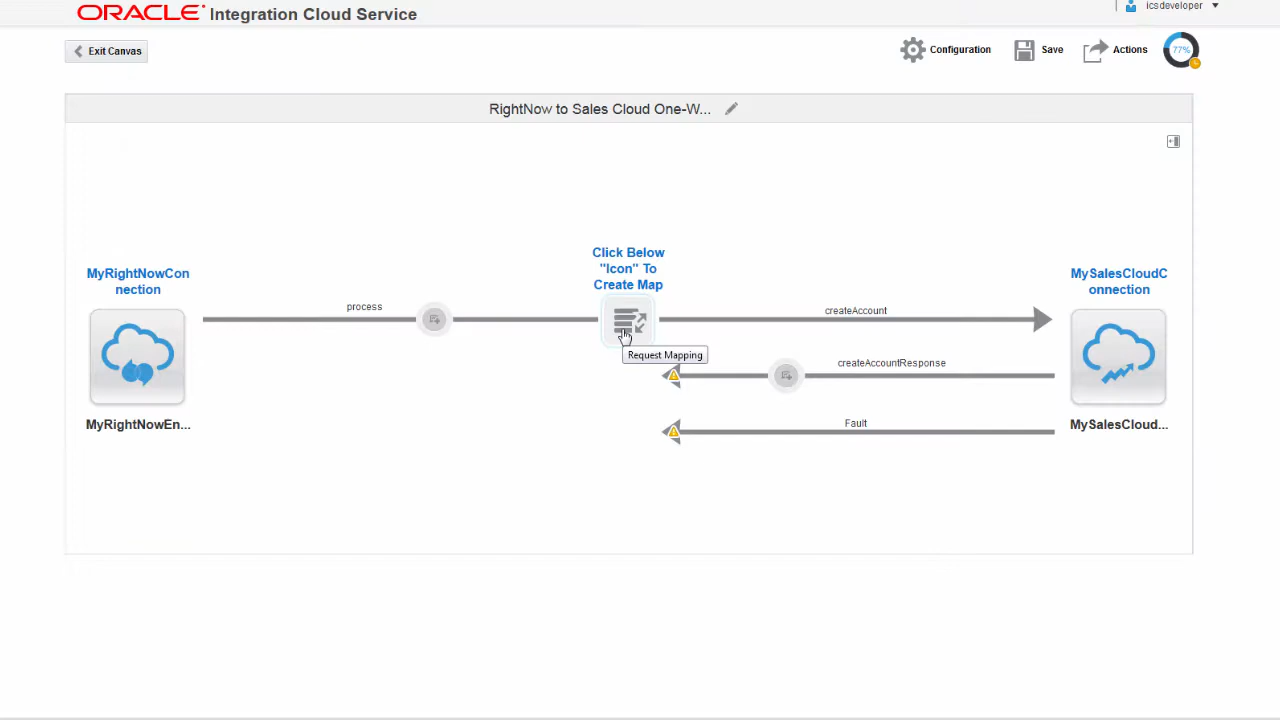 ORACLE Integration Cloud Service
icsdeveloper
Exit Canvas
Configuration
Save
Actions
77%
RightNow to Sales Cloud One-W...
MyRightNowCon
nection
MyRightNowEn...
process
Click Below
"Icon" To
Create Map
Request Mapping
createAccount
createAccountResponse
Fault
MySalesCloudC
onnection
MySalesCloud...